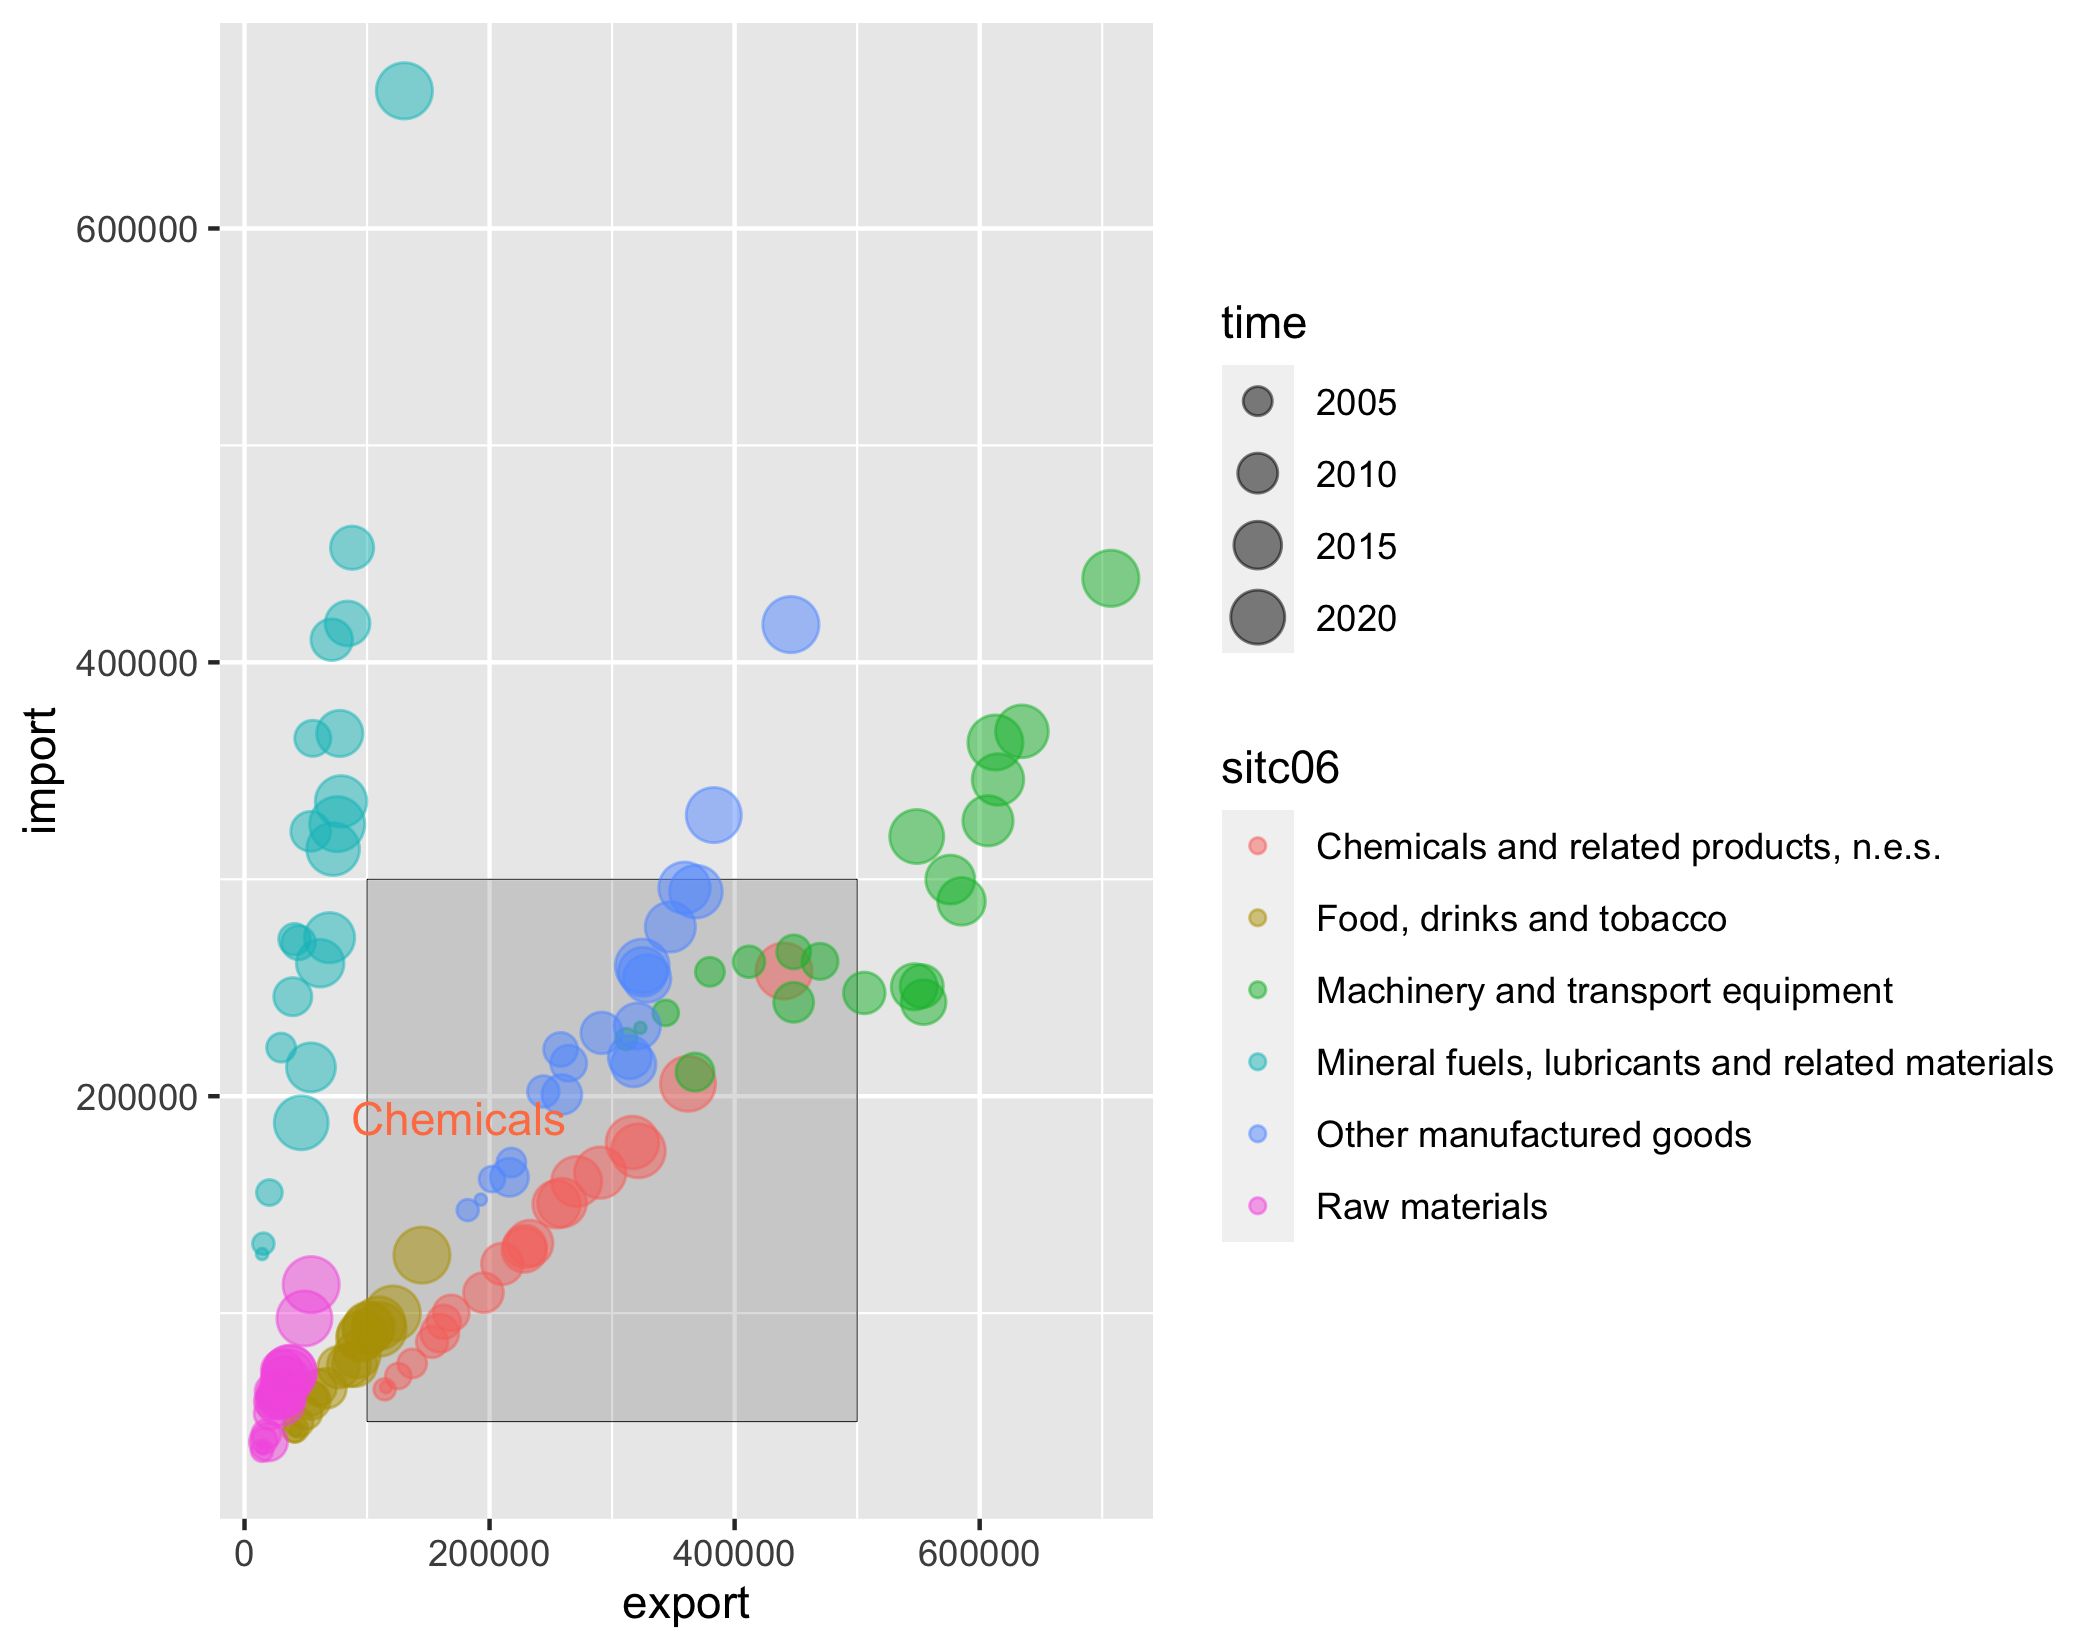 600000
400000
200000
import
Chemicals
0 200000 400000 600000
export
time
2005
2010
2015
2020
sitc06
Chemicals and related products, n.e.s.
Food, drinks and tobacco
Machinery and transport equipment
Mineral fuels, lubricants and related materials
Other manufactured goods
Raw materials